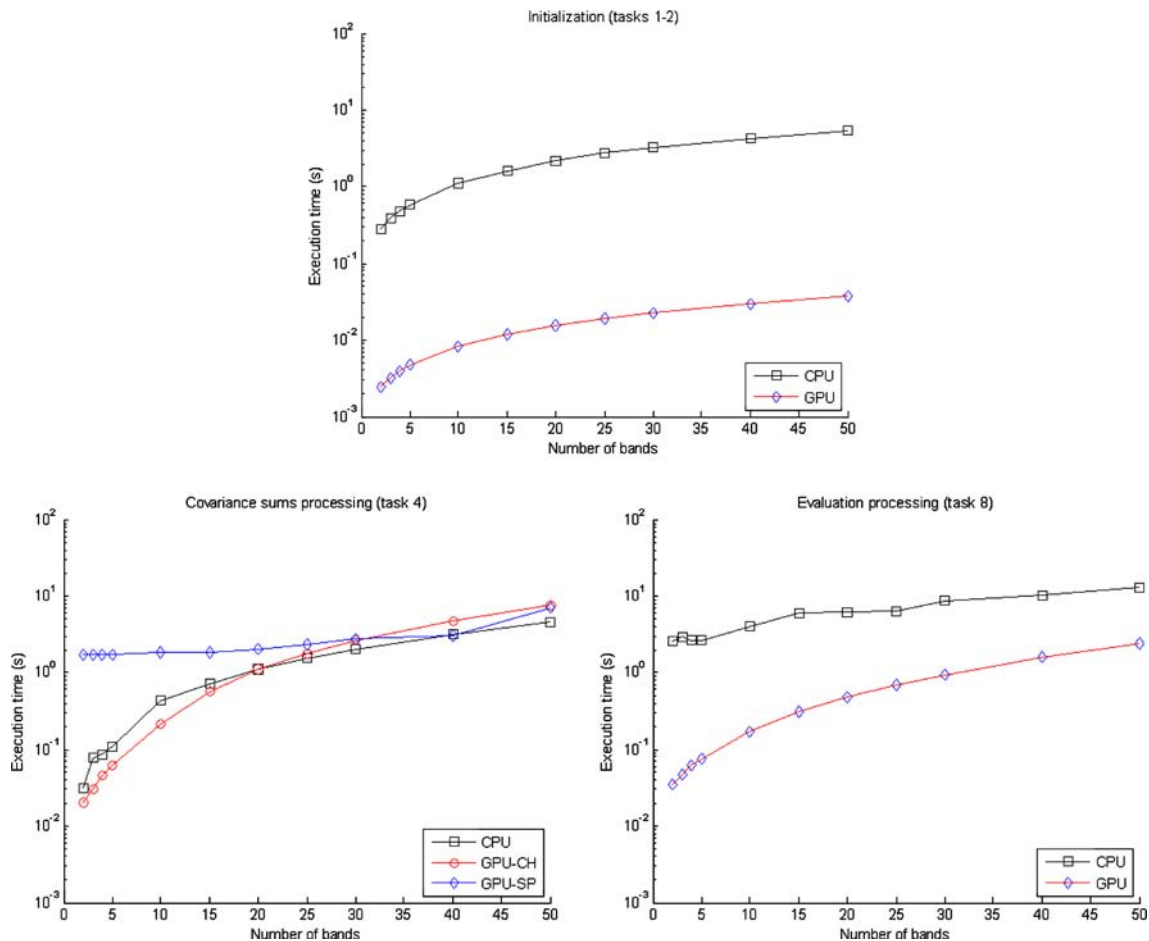 Initialization (tasks 1-2)
10^2
10^1
10^0
10^-1
10^-2
10^-3
Execution time (s)
0 5 10 15 20 25 30 35 40 45 50
Number of bands
CPU
GPU
Covariance sums processing (task 4)
10^2
10^1
10^0
10^-1
10^-2
10^-3
Execution time (s)
0 5 10 15 20 25 30 35 40 45 50
Number of bands
CPU
GPU-CH
GPU-SP
Evaluation processing (task 8)
10^2
10^1
10^0
10^-1
10^-2
10^-3
Execution time (s)
0 5 10 15 20 25 30 35 40 45 50
Number of bands
CPU
GPU